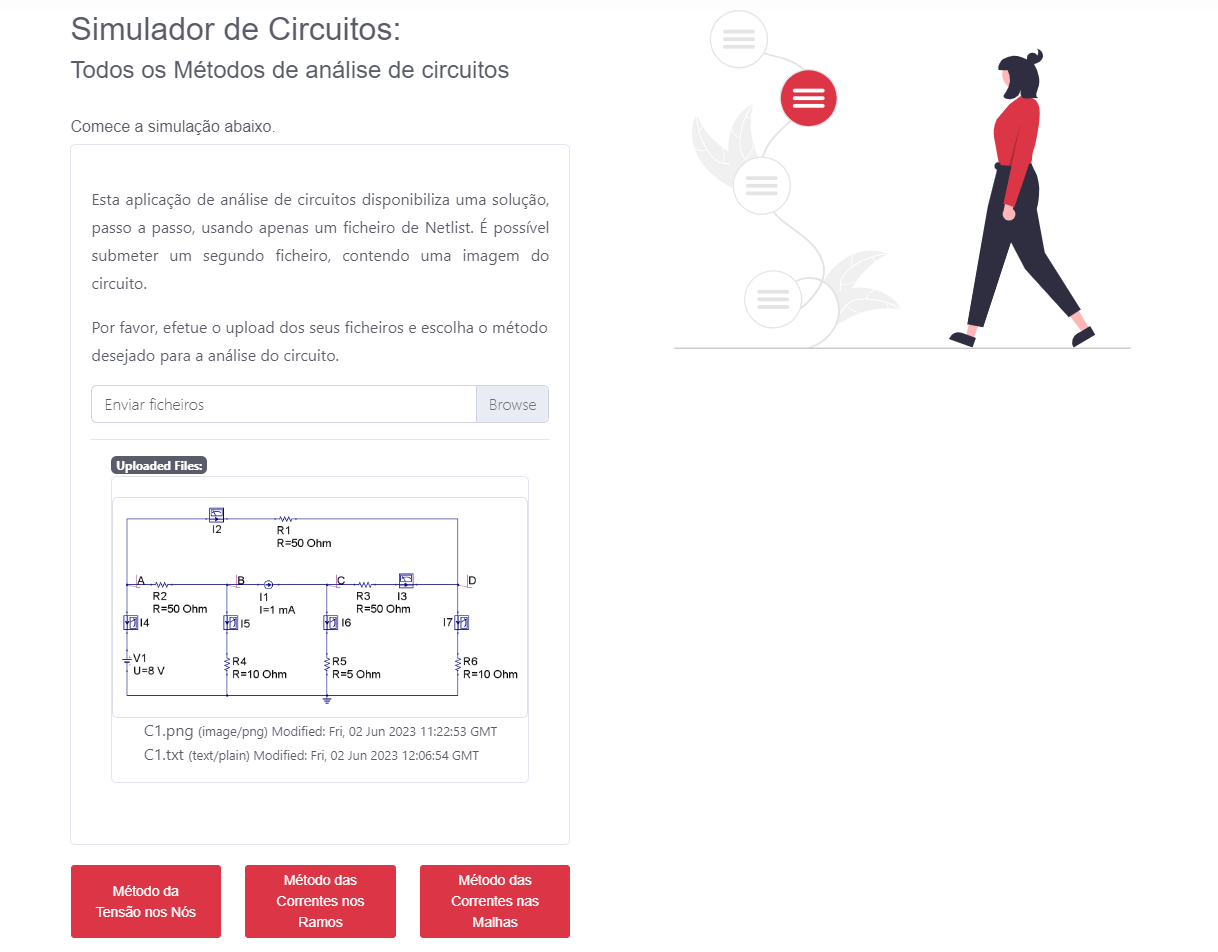 Simulador de Circuitos:
Todos os Métodos de análise de circuitos
Comece a simulação abaixo.
Esta aplicação de análise de circuitos disponibiliza uma solução,
passo a passo, usando apenas um ficheiro de Netlist. É possível
submeter um segundo ficheiro, contendo uma imagem do
circuito.
Por favor, efetue o upload dos seus ficheiros e escolha o método
desejado para a análise do circuito.
Enviar ficheiros Browse
Uploaded Files:
I2
R1
R=50 Ohm
A B C D
R2 I1 R3 I3
R=50 Ohm I=1 mA R=50 Ohm
I4 I5 I6 I7
V1 R4 R5 R6
U=8 V R=10 Ohm R=5 Ohm R=10 Ohm
C1.png (image/png) Modified: Fri, 02 Jun 2023 11:22:53 GMT
C1.txt (text/plain) Modified: Fri, 02 Jun 2023 12:06:54 GMT
Método da
Tensão nos Nós
Método das
Correntes nos
Ramos
Método das
Correntes nas
Malhas